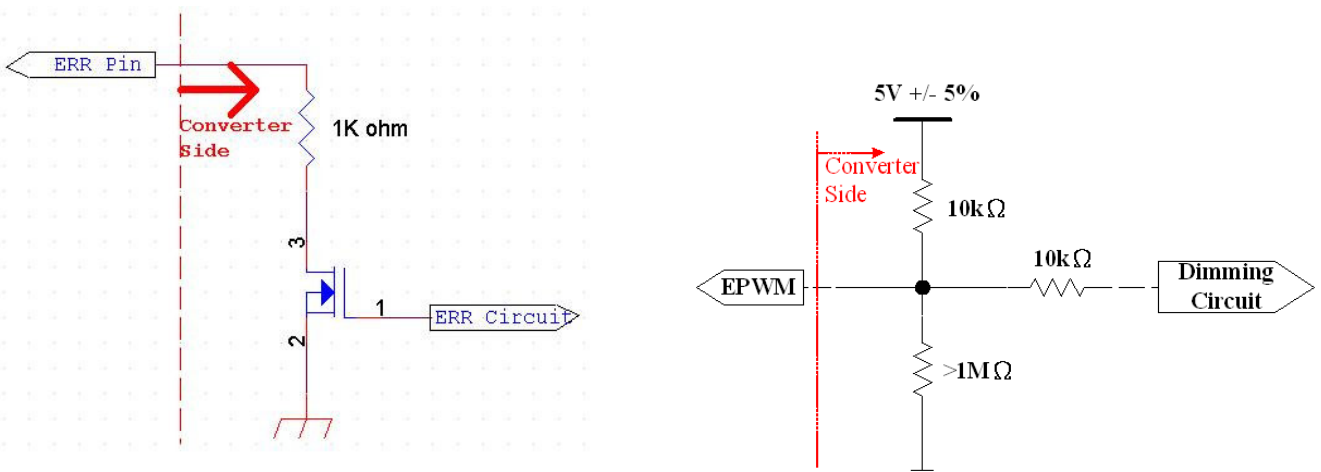 ERR Pin
Converter
Side
1K ohm
3
1
ERR Circuit
2
5V +/- 5%
Converter
Side
10kΩ
10kΩ
EPWM
Dimming
Circuit
>1MΩ